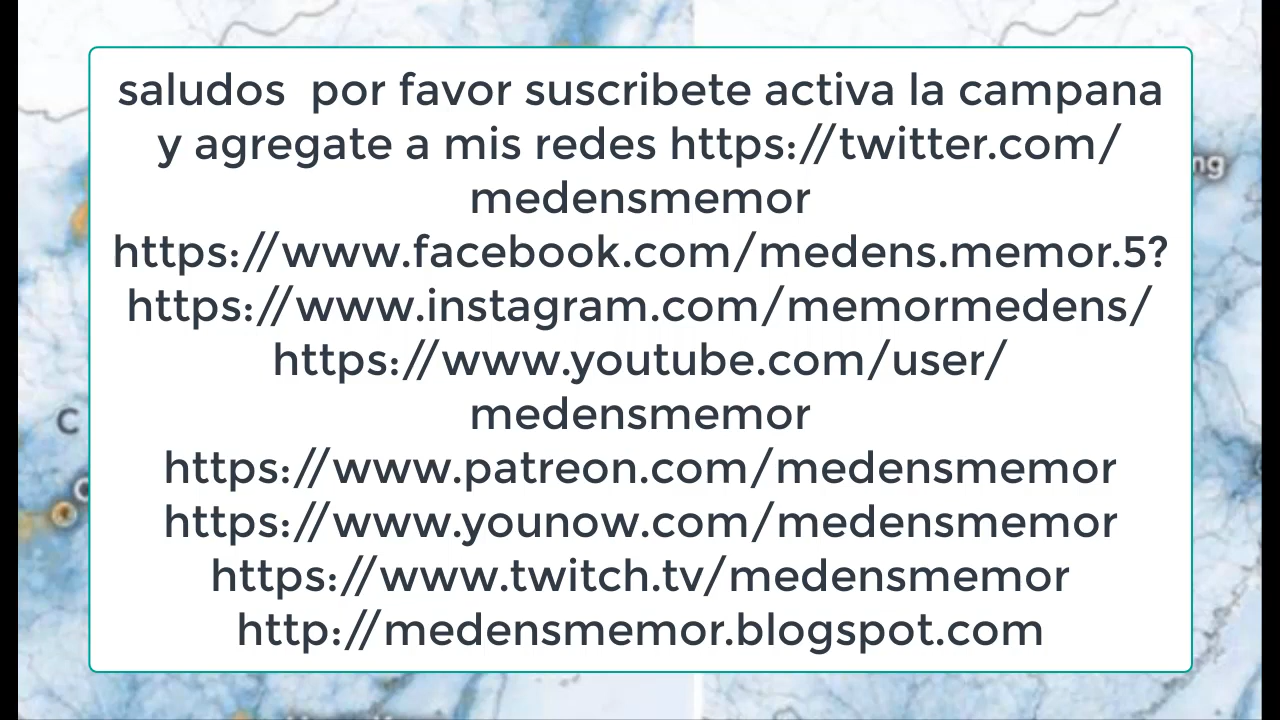 saludos  por favor suscribete activa la campana
y agregate a mis redes https://twitter.com/
medensmemor
https://www.facebook.com/medens.memor.5?
https://www.instagram.com/memormedens/
https://www.youtube.com/user/
medensmemor
https://www.patreon.com/medensmemor
https://www.younow.com/medensmemor
https://www.twitch.tv/medensmemor
http://medensmemor.blogspot.com